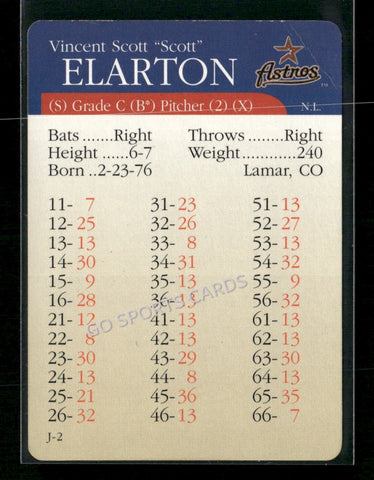 Vincent Scott "Scott"
ELARTON
Astros
TM
(S) Grade C (B*) Pitcher (2) (X) N.L.
Bats .......Right Throws ........Right
Height ......6-7 Weight............240
Born ..2-23-76 Lamar, CO
11- 7 31-23 51-13
12-25 32-26 52-27
13-13 33- 8 53-13
14-30 34-31 54-32
15- 9 35-13 55- 9
16-28 36-13 56-32
21-12 41-13 61-13
22- 8 42-13 62-13
23-30 43-29 63-13
24-13 44- 8 64-13
25-21 45-36 65-13
26-32 46-13 66- 7
J-2
GO SPORTS CARDS